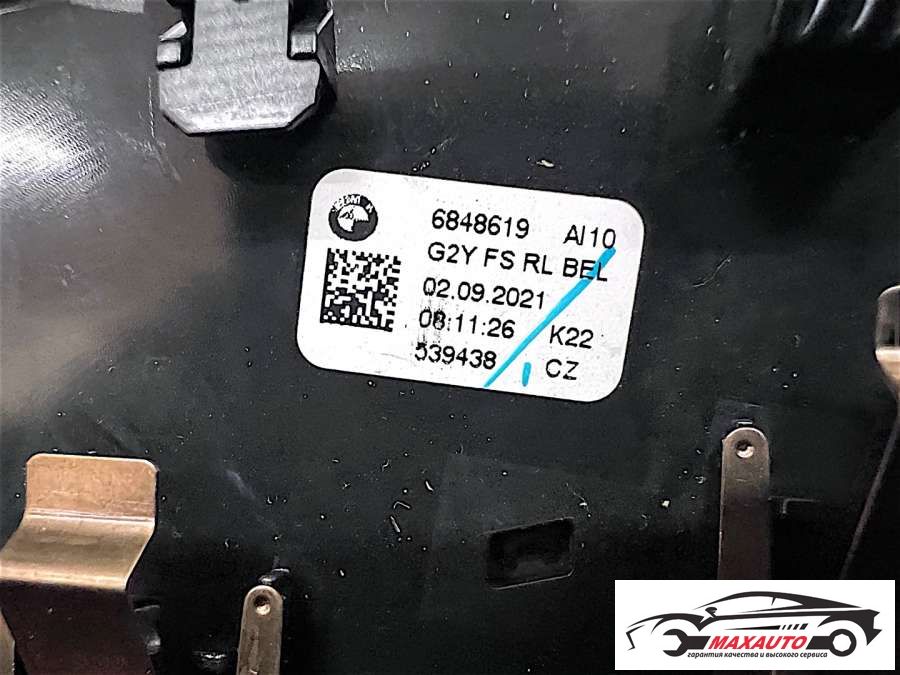 6848619 AI10
G2Y FS RL BEL
02.09.2021
08:11:26 K22
539438 CZ
MAXAUTO
гарантия качества и высокого сервиса